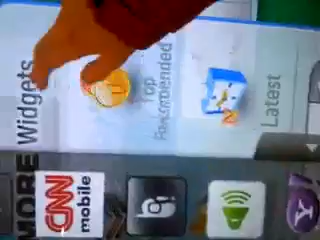 MORE Widgets
Top
Recommended
Latest
CNN
mobile
Y